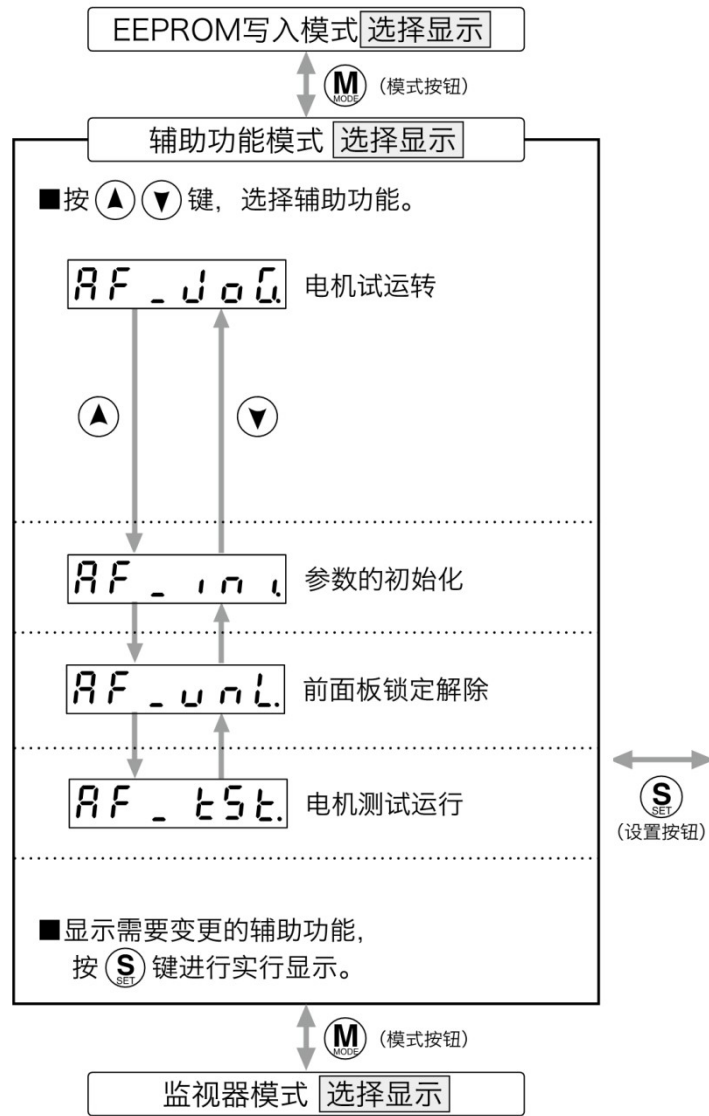 EEPROM写入模式 选择显示
M MODE (模式按钮)
辅助功能模式 选择显示
■按 ▲ ▼ 键，选择辅助功能。
AF_JoG. 电机试运转
▲ ▼
AF_ini. 参数的初始化
AF_unL. 前面板锁定解除
AF_tSt. 电机测试运行
S SET
(设置按钮)
■显示需要变更的辅助功能，
按 S SET 键进行实行显示。
M MODE (模式按钮)
监视器模式 选择显示